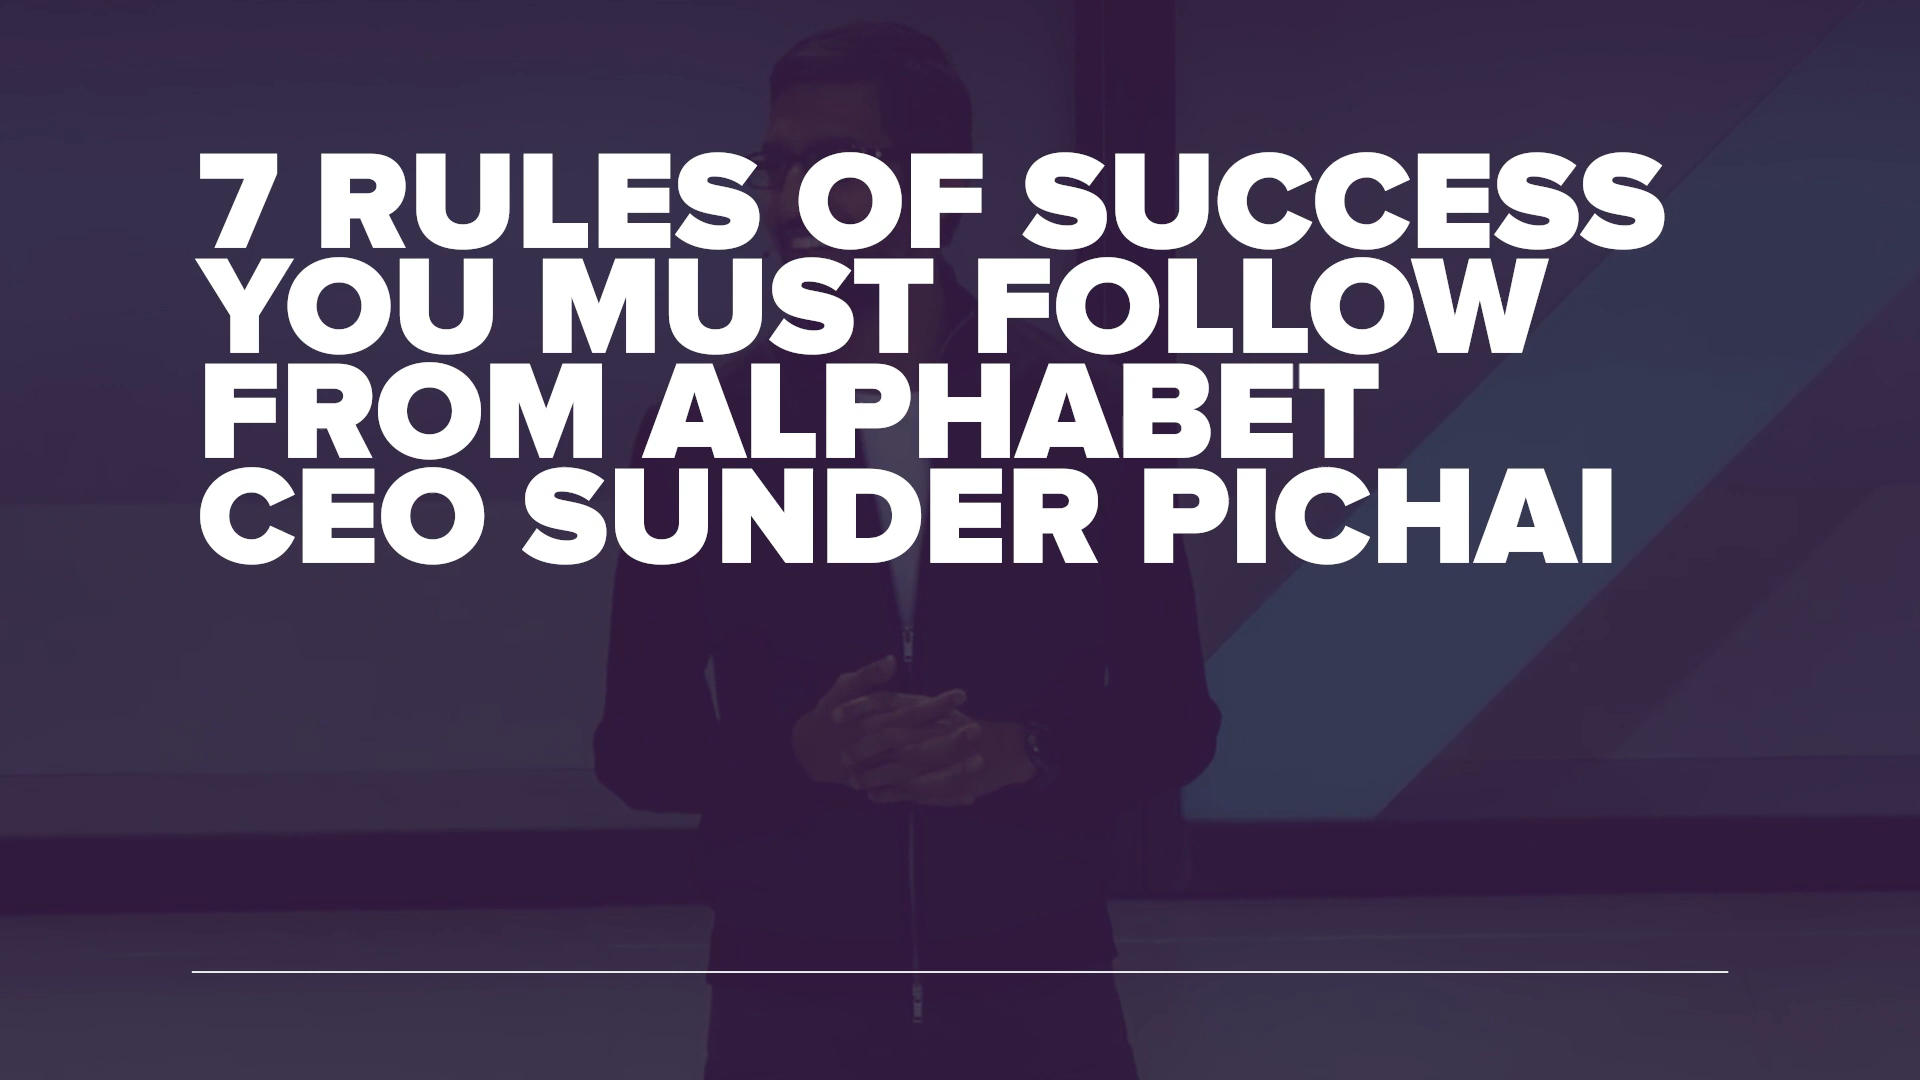 7 RULES OF SUCCESS
YOU MUST FOLLOW
FROM ALPHABET
CEO SUNDER PICHAI